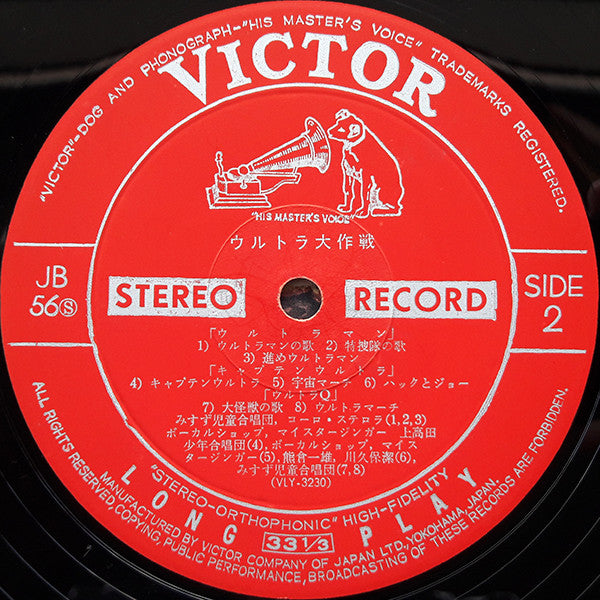 "VICTOR"-DOG AND PHONOGRAPH-"HIS MASTER'S VOICE" TRADEMARKS REGISTERED.
VICTOR
"HIS MASTER'S VOICE"
ウルトラ大作戦
JB
56Ⓢ
STEREO
RECORD
SIDE
2
「ウルトラマン」
1) ウルトラマンの歌 2) 特捜隊の歌
3) 進めウルトラマン
「キャプテンウルトラ」
4) キャプテンウルトラ 5) 宇宙マーチ 6) ハックとジョー
「ウルトラQ」
7) 大怪獣の歌 8) ウルトラマーチ
みすず児童合唱団, コーロ・ステルラ(1,2,3)
ボーカルショップ, マイスタージンガー 上高田
少年合唱団(4), ボーカルショップ, マイス
タージンガー(5), 熊倉一雄, 川久保潔(6),
みすず児童合唱団(7,8)
(VLY-3230)
"STEREO-ORTHOPHONIC" HIGH-FIDELITY
LONG 33⅓ PLAY
ALL RIGHTS RESERVED,
MANUFACTURED BY VICTOR COMPANY OF JAPAN LTD. YOKOHAMA, JAPAN.
COPYING, PUBLIC PERFORMANCE, BROADCASTING OF THESE RECORDS ARE FORBIDDEN.